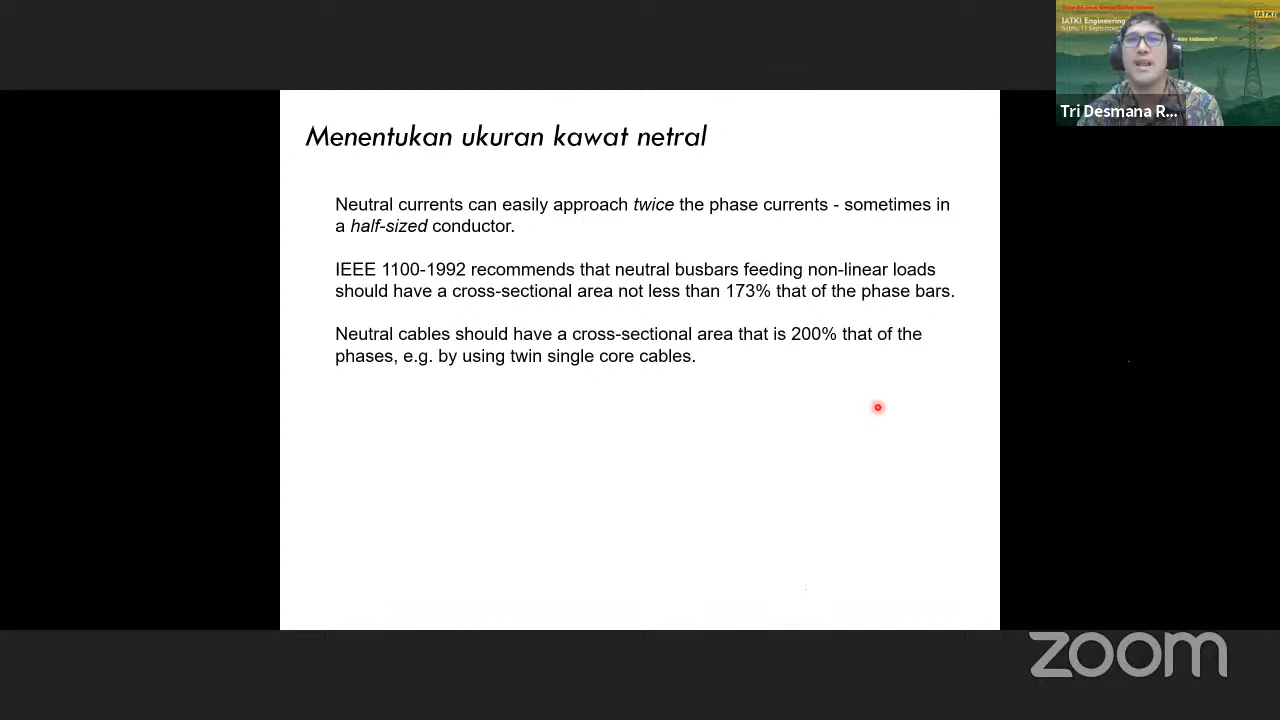 IATKI Engineering
IATKI
Tri Desmana R...
Menentukan ukuran kawat netral
Neutral currents can easily approach twice the phase currents - sometimes in
a half-sized conductor.
IEEE 1100-1992 recommends that neutral busbars feeding non-linear loads
should have a cross-sectional area not less than 173% that of the phase bars.
Neutral cables should have a cross-sectional area that is 200% that of the
phases, e.g. by using twin single core cables.
zoom